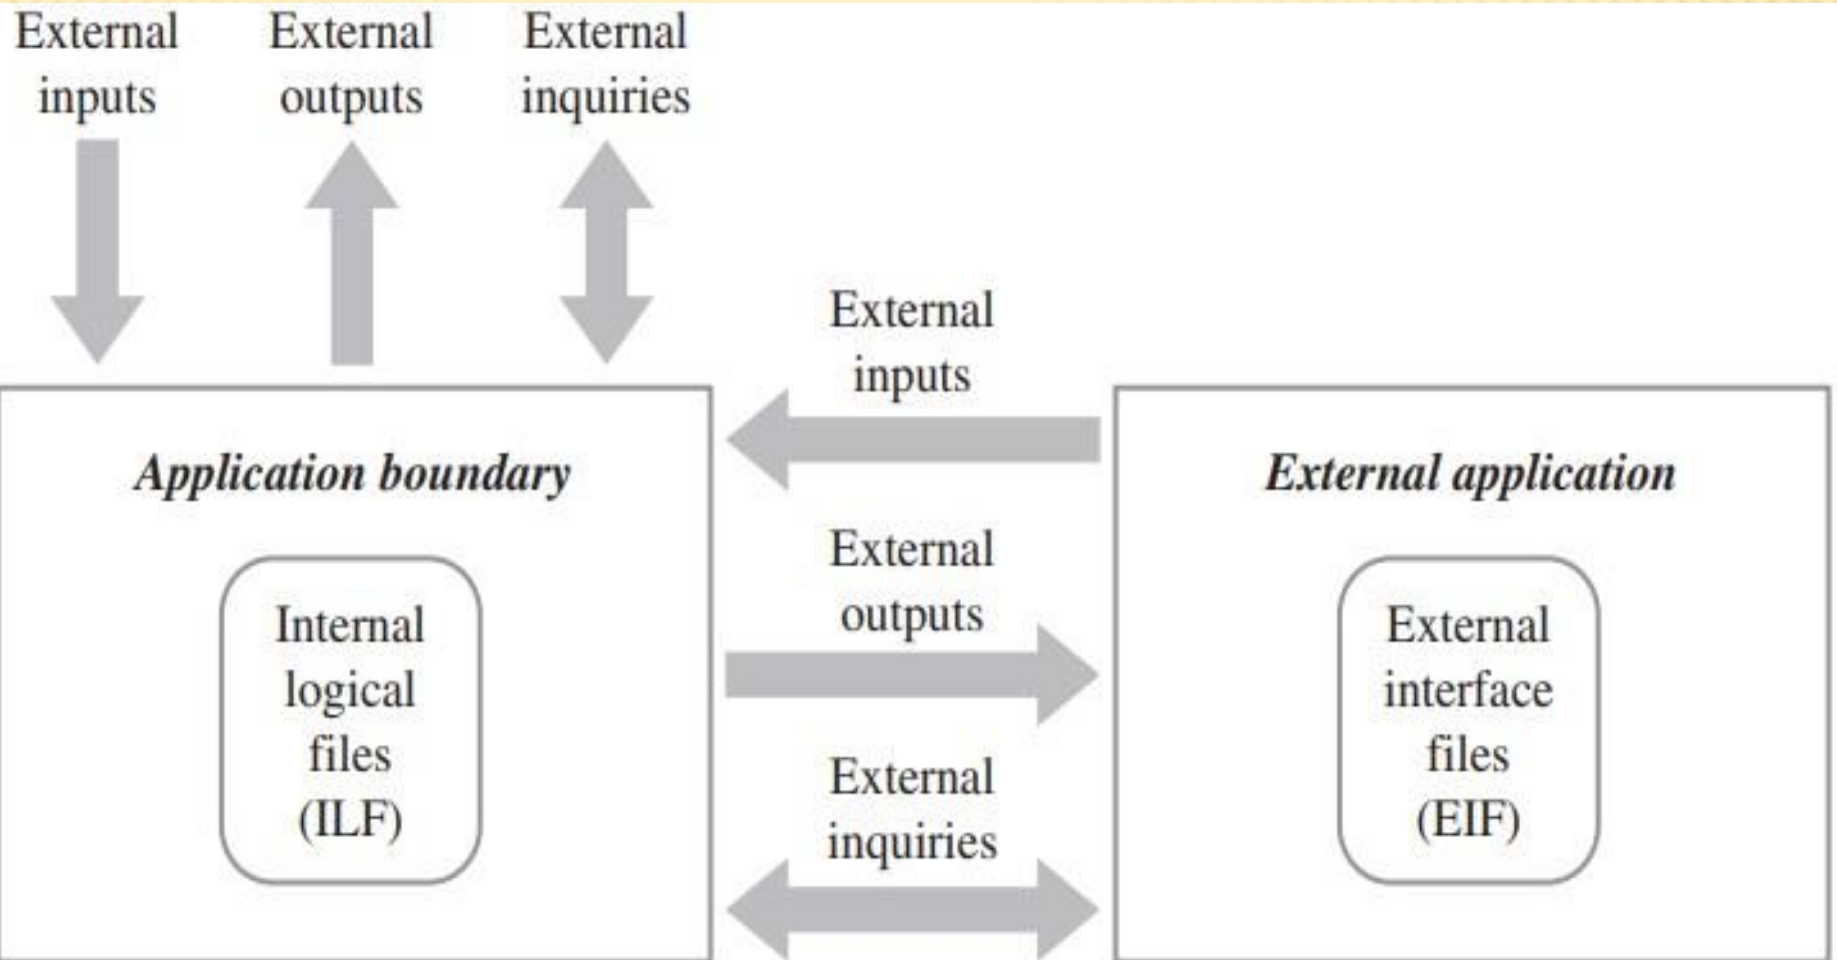 External
inputs
External
outputs
External
inquiries
External
inputs
Application boundary
External application
External
outputs
Internal
logical
files
(ILF)
External
interface
files
(EIF)
External
inquiries